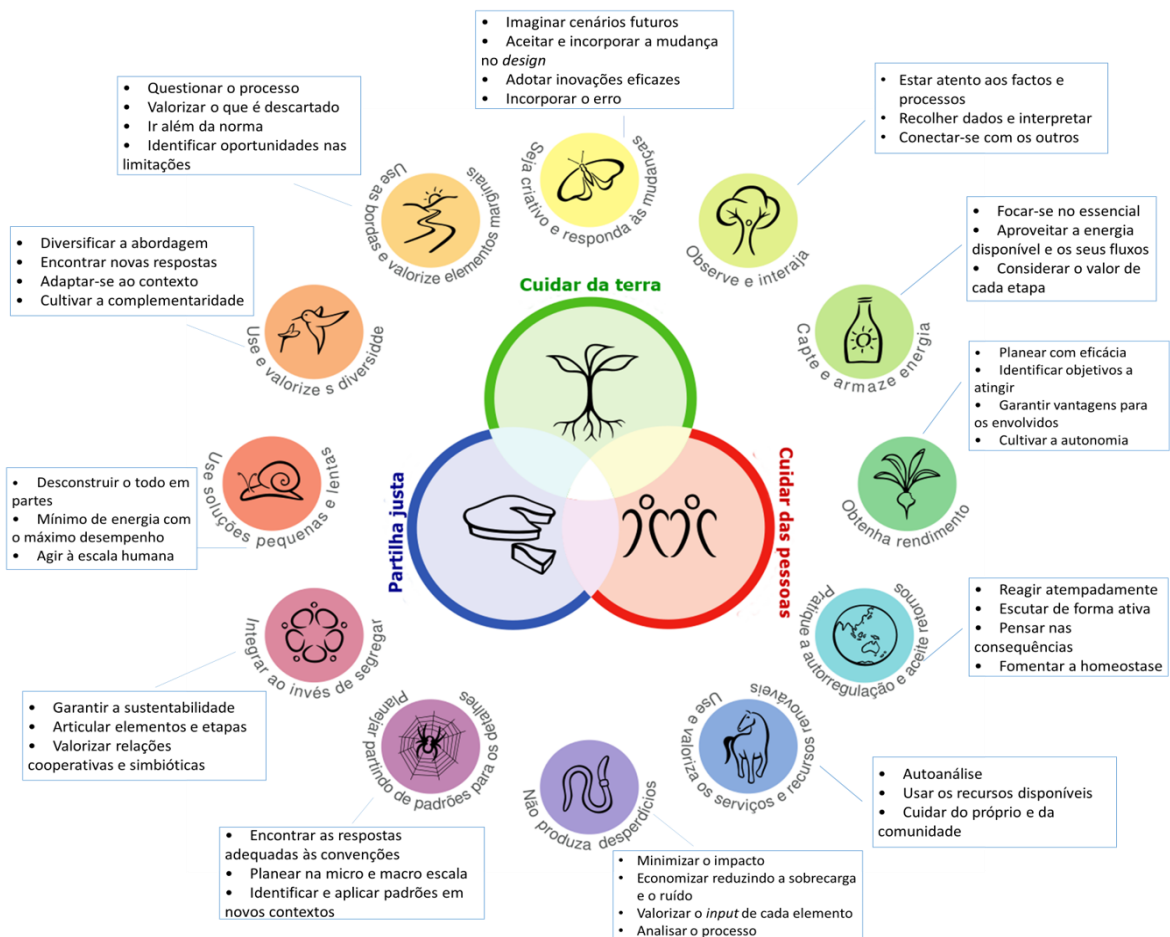 • Imaginar cenários futuros
• Aceitar e incorporar a mudança
no design
• Adotar inovações eficazes
• Incorporar o erro
Seja criativo e responda às mudanças
• Estar atento aos factos e
processos
• Recolher dados e interpretar
• Conectar-se com os outros
Observe e interaja
• Focar-se no essencial
• Aproveitar a energia
disponível e os seus fluxos
• Considerar o valor de
cada etapa
Capte e armaze energia
• Planear com eficácia
• Identificar objetivos a
atingir
• Garantir vantagens para
os envolvidos
• Cultivar a autonomia
Obtenha rendimento
• Reagir atempadamente
• Escutar de forma ativa
• Pensar nas
consequências
• Fomentar a homeostase
Pratique a autorregulação e aceite retornos
• Autoanálise
• Usar os recursos disponíveis
• Cuidar do próprio e da
comunidade
Use e valoriza os serviços e recursos renováveis
• Minimizar o impacto
• Economizar reduzindo a sobrecarga
e o ruído
• Valorizar o input de cada elemento
• Analisar o processo
Não produza desperdícios
• Encontrar as respostas
adequadas às convenções
• Planear na micro e macro escala
• Identificar e aplicar padrões em
novos contextos
Planejar partindo de padrões para os detalhes
• Garantir a sustentabilidade
• Articular elementos e etapas
• Valorizar relações
cooperativas e simbióticas
Integrar ao invés de segregar
• Desconstruir o todo em
partes
• Mínimo de energia com
o máximo desempenho
• Agir à escala humana
Use soluções pequenas e lentas
• Diversificar a abordagem
• Encontrar novas respostas
• Adaptar-se ao contexto
• Cultivar a complementaridade
Use e valorize s diversidde
• Questionar o processo
• Valorizar o que é descartado
• Ir além da norma
• Identificar oportunidades nas
limitações
Use as bordas e valorize elementos marginais
Cuidar da terra
Cuidar das pessoas
Partilha justa